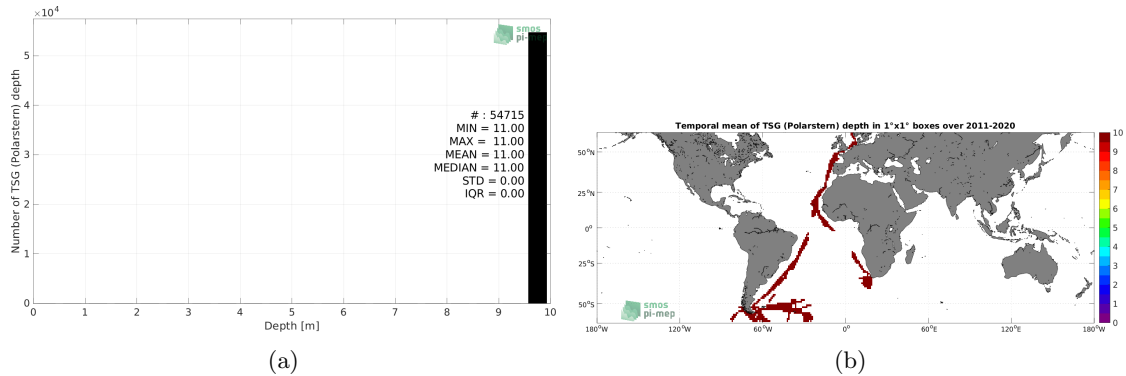 ×10⁴
smos
pi-mep
5
4
3
2
1
0
Number of TSG (Polarstern) depth
# : 54715
MIN = 11.00
MAX = 11.00
MEAN = 11.00
MEDIAN = 11.00
STD = 0.00
IQR = 0.00
0 1 2 3 4 5 6 7 8 9 10
Depth [m]
(a)
Temporal mean of TSG (Polarstern) depth in 1°x1° boxes over 2011-2020
50°N
25°N
0°
25°S
50°S
smos
pi-mep
180°W 120°W 60°W 0° 60°E 120°E 180°E
10
9
8
7
6
5
4
3
2
1
0
(b)